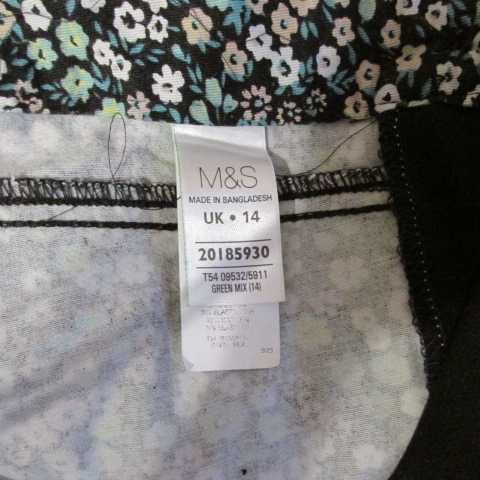 M&S
MADE IN BANGLADESH
UK • 14
20185930
T54 09532/5911
GREEN MIX (14)